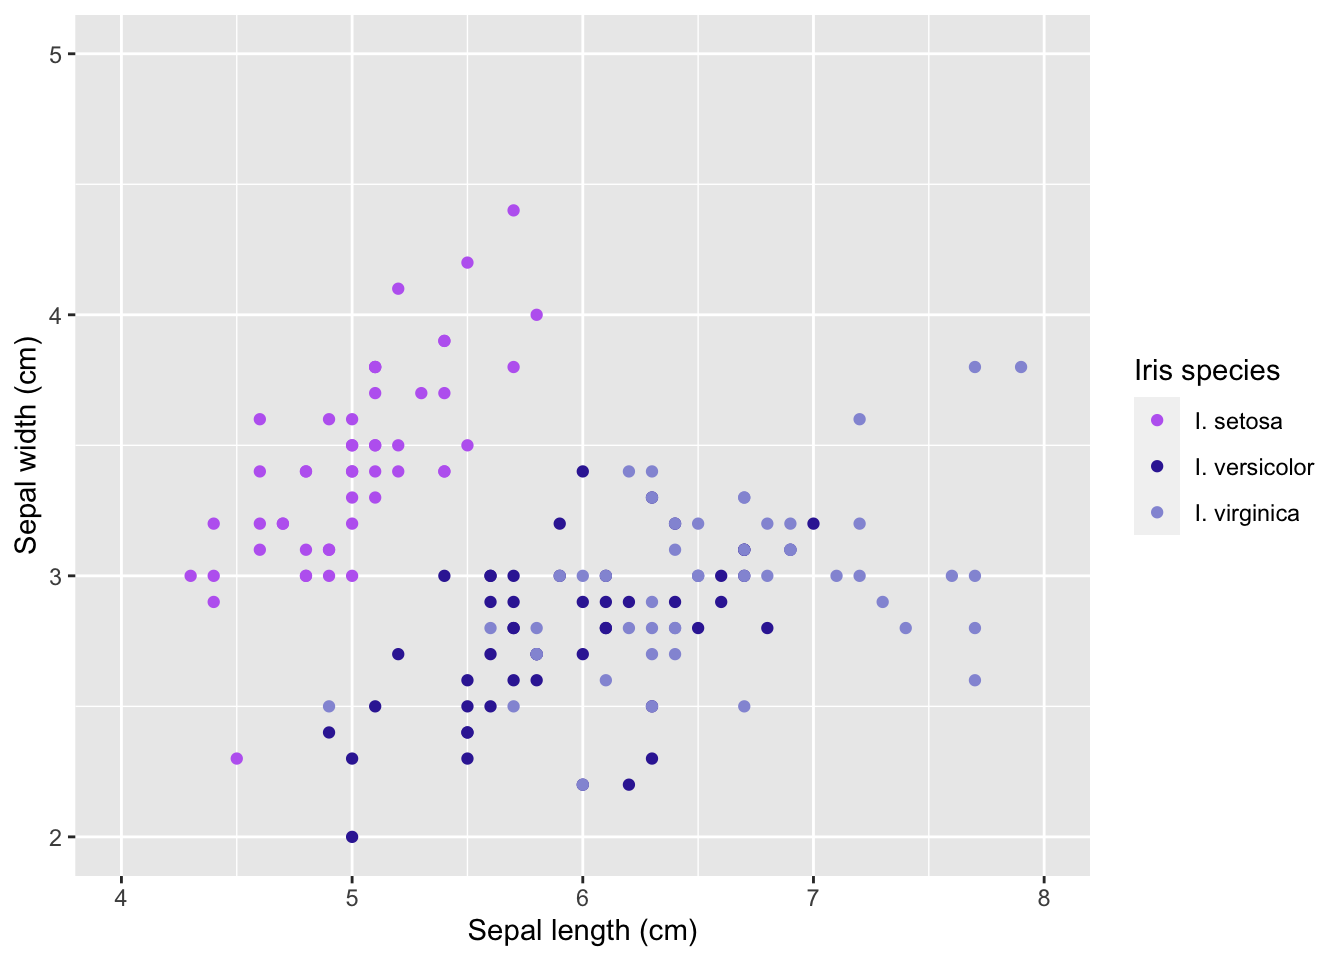 5
4
3
2
4 5 6 7 8
Sepal length (cm)
Sepal width (cm)
Iris species
I. setosa
I. versicolor
I. virginica